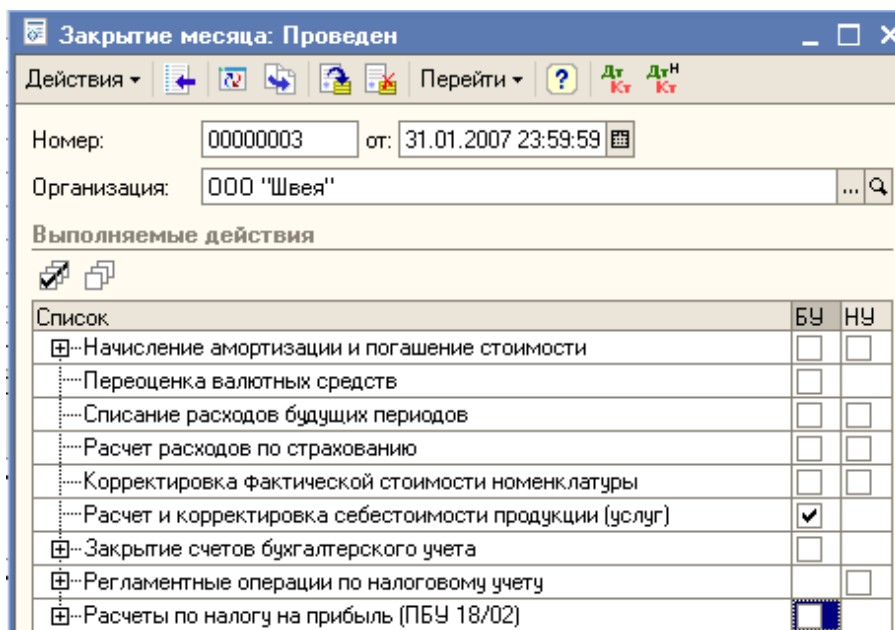 Закрытие месяца: Проведен
Действия Перейти ? Дт Кт Дт Н Кт
Номер: 00000003 от: 31.01.2007 23:59:59
Организация: ООО "Швея" ...
Выполняемые действия
Список БУ НУ
Начисление амортизации и погашение стоимости
Переоценка валютных средств
Списание расходов будущих периодов
Расчет расходов по страхованию
Корректировка фактической стоимости номенклатуры
Расчет и корректировка себестоимости продукции (услуг)
Закрытие счетов бухгалтерского учета
Регламентные операции по налоговому учету
Расчеты по налогу на прибыль (ПБУ 18/02)